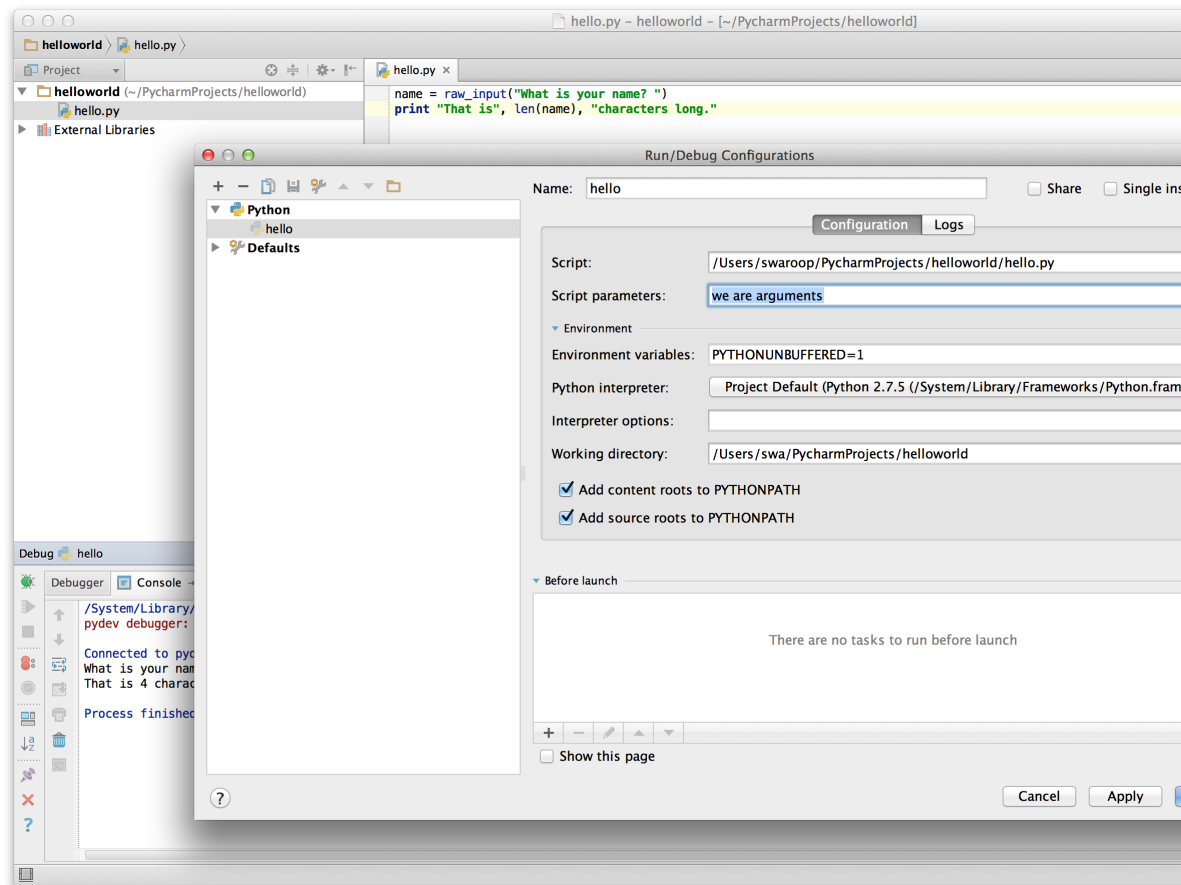 hello.py – helloworld – [~/PycharmProjects/helloworld]
helloworld hello.py
Project
hello.py ×
helloworld (~/PycharmProjects/helloworld)
hello.py
External Libraries
name = raw_input("What is your name? ")
print "That is", len(name), "characters long."
Run/Debug Configurations
Python
hello
Defaults
Name: hello
Share
Single ins
Configuration Logs
Script: /Users/swaroop/PycharmProjects/helloworld/hello.py
Script parameters: we are arguments
Environment
Environment variables: PYTHONUNBUFFERED=1
Python interpreter: Project Default (Python 2.7.5 (/System/Library/Frameworks/Python.fram
Interpreter options:
Working directory: /Users/swa/PycharmProjects/helloworld
Add content roots to PYTHONPATH
Add source roots to PYTHONPATH
Before launch
There are no tasks to run before launch
Show this page
Cancel Apply
Debug hello
Debugger Console
/System/Library/
pydev debugger:
Connected to pyd
What is your nam
That is 4 charac
Process finished